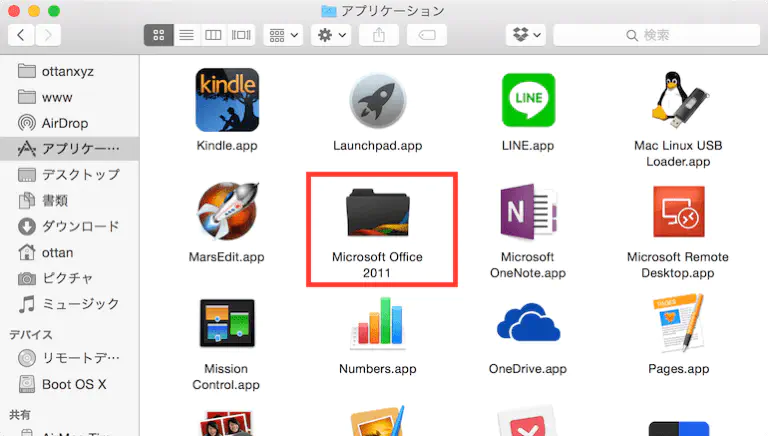 アプリケーション
検索
ottanxyz
www
AirDrop
アプリケー…
デスクトップ
書類
ダウンロード
ottan
ピクチャ
ミュージック
デバイス
リモートデ…
Boot OS X
共有
kindle
Kindle.app
Launchpad.app
LINE
LINE.app
Mac Linux USB
Loader.app
MarsEdit.app
Microsoft Office
2011
N
Microsoft
OneNote.app
Microsoft Remote
Desktop.app
Mission
Control.app
Numbers.app
OneDrive.app
Pages.app